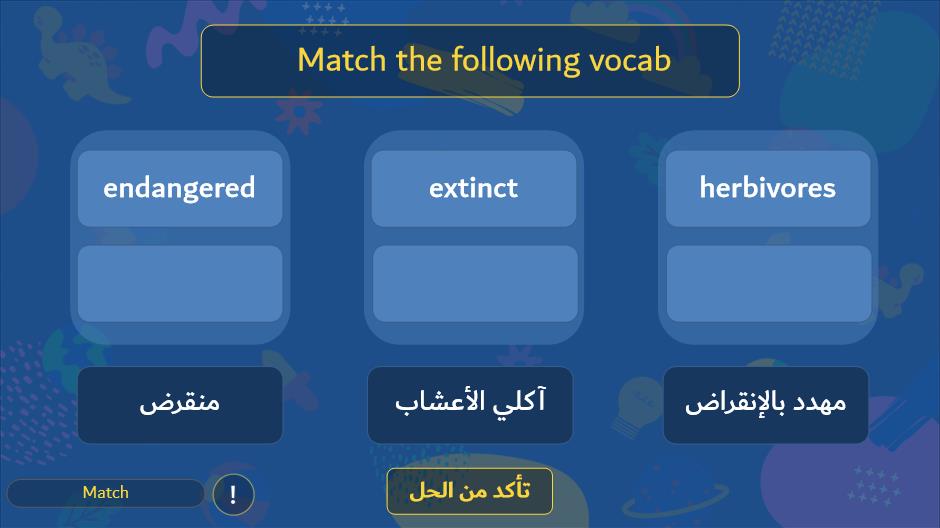 Match the following vocab
endangered
extinct
herbivores
منقرض
آكلي الأعشاب
مهدد بالإنقراض
Match
!
تأكد من الحل